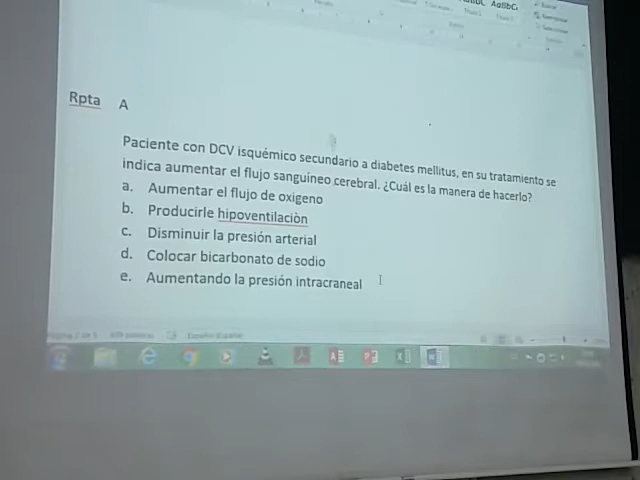 AaBbC
Rpta A
Paciente con DCV isquémico secundario a diabetes mellitus, en su tratamiento se
indica aumentar el flujo sanguíneo cerebral. ¿Cuál es la manera de hacerlo?
a. Aumentar el flujo de oxigeno
b. Producirle hipoventilaciòn
c. Disminuir la presión arterial
d. Colocar bicarbonato de sodio
e. Aumentando la presión intracraneal